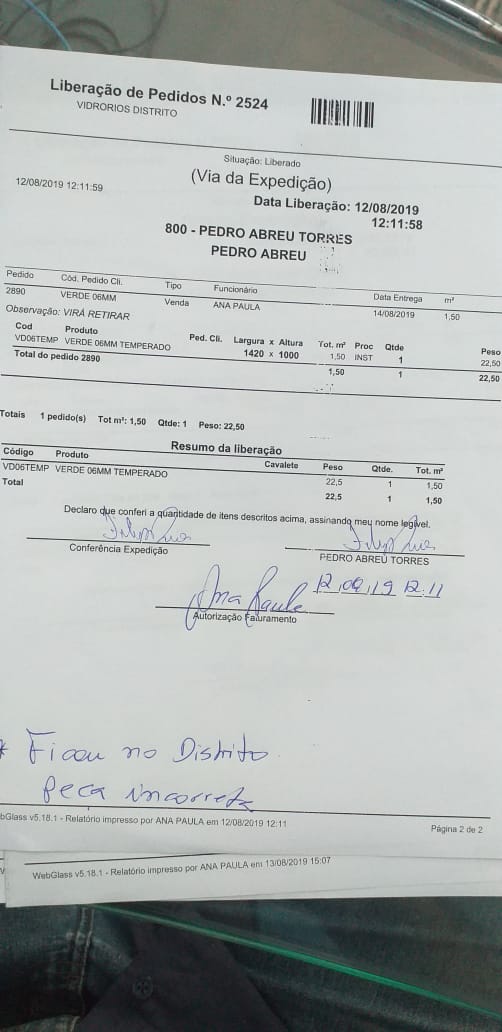 Liberação de Pedidos N.º 2524
VIDRORIOS DISTRITO
Situação: Liberado
12/08/2019 12:11:59
(Via da Expedição)
Data Liberação: 12/08/2019
12:11:58
800 - PEDRO ABREU TORRES
PEDRO ABREU
Pedido Cód. Pedido Cli. Tipo Funcionário Data Entrega m²
2890 VERDE 06MM Venda ANA PAULA 14/08/2019 1,50
Observação: VIRÁ RETIRAR
Cod Produto Ped. Cli. Largura x Altura Tot. m² Proc Qtde Peso
VD06TEMP VERDE 06MM TEMPERADO 1420 x 1000 1,50 INST 1 22,50
Total do pedido 2890 1,50 1 22,50
Totais 1 pedido(s) Tot m²: 1,50 Qtde: 1 Peso: 22,50
Resumo da liberação
Código Produto Cavalete Peso Qtde. Tot. m²
VD06TEMP VERDE 06MM TEMPERADO 22,5 1 1,50
Total 22,5 1 1,50
Declaro que conferi a quantidade de itens descritos acima, assinando meu nome legível.
Conferência Expedição
PEDRO ABREU TORRES
Ana Paula 12,08,19 12:11
Autorização Faturamento
* Ficou no Distrito
Peca incorreta
bGlass v5.18.1 - Relatório impresso por ANA PAULA em 12/08/2019 12:11
Página 2 de 2
WebGlass v5.18.1 - Relatório impresso por ANA PAULA em 13/08/2019 15:07